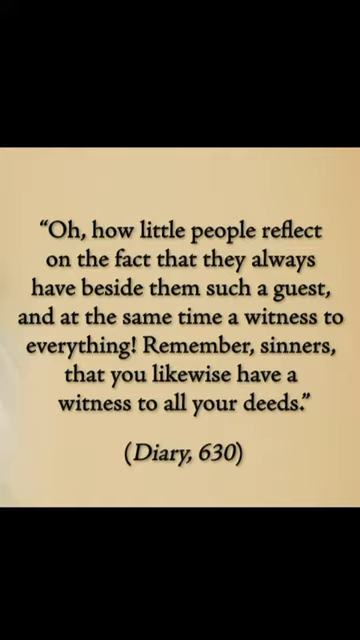 “Oh, how little people reflect
on the fact that they always
have beside them such a guest,
and at the same time a witness to
everything! Remember, sinners,
that you likewise have a
witness to all your deeds.”
(Diary, 630)